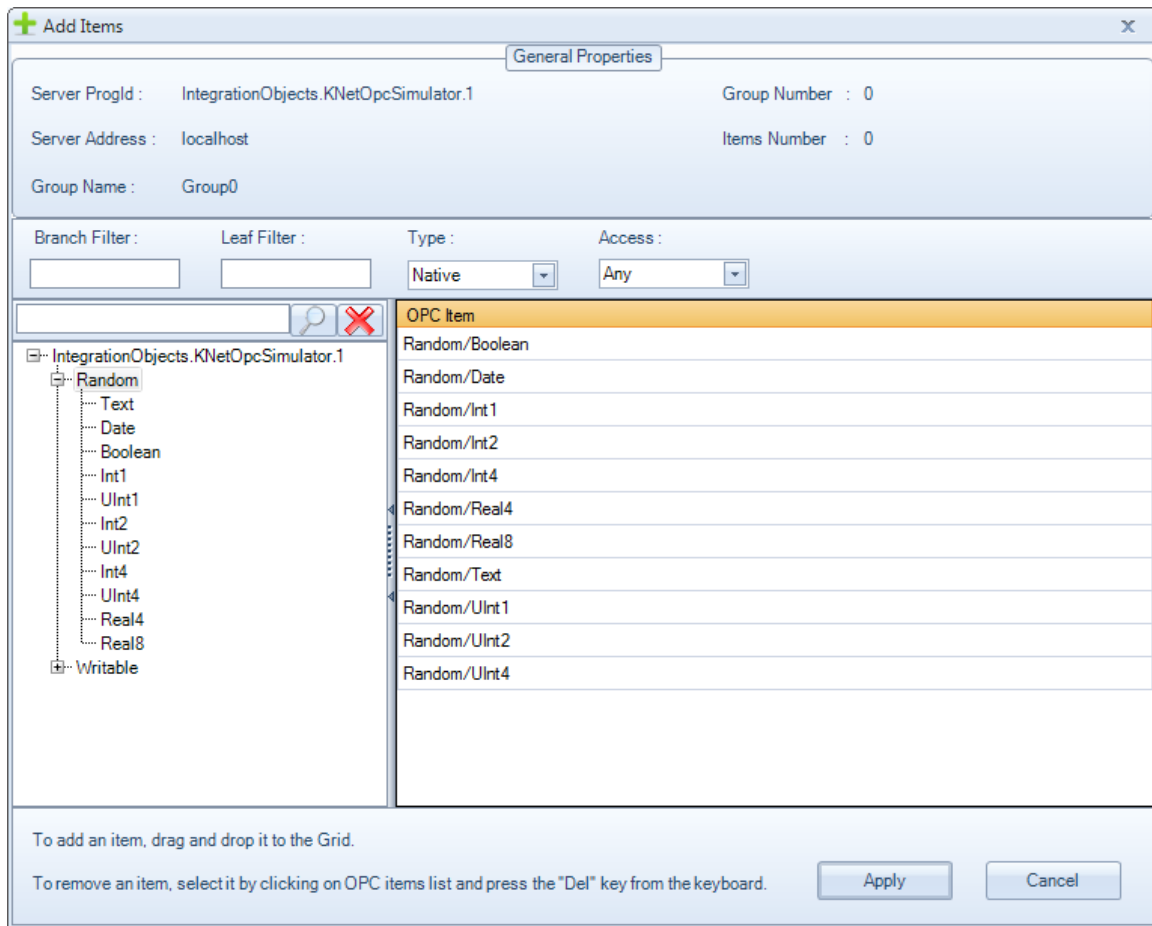 Add Items
General Properties
Server ProgId : IntegrationObjects.KNetOpcSimulator.1 Group Number : 0
Server Address : localhost Items Number : 0
Group Name : Group0
Branch Filter : Leaf Filter : Type : Access :
Native Any
OPC Item
IntegrationObjects.KNetOpcSimulator.1
Random
Text
Date
Boolean
Int1
UInt1
Int2
UInt2
Int4
UInt4
Real4
Real8
Writable
Random/Boolean
Random/Date
Random/Int1
Random/Int2
Random/Int4
Random/Real4
Random/Real8
Random/Text
Random/UInt1
Random/UInt2
Random/UInt4
To add an item, drag and drop it to the Grid.
To remove an item, select it by clicking on OPC items list and press the "Del" key from the keyboard.
Apply Cancel